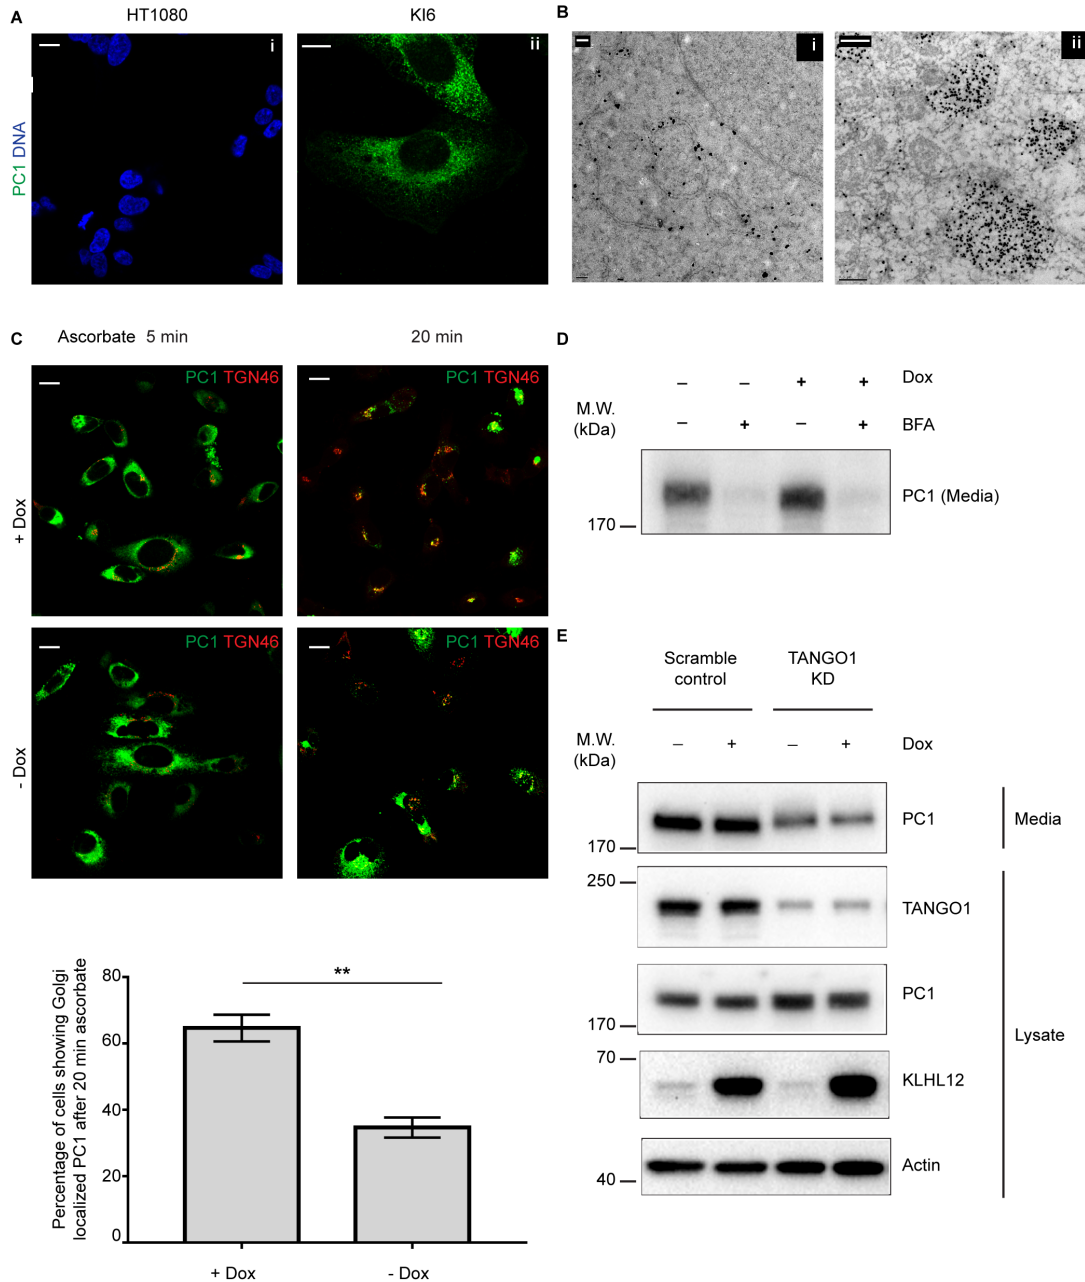 A
HT1080
KI6
PC1 DNA
i
ii
B
i
ii
C
Ascorbate 5 min
20 min
+ Dox
PC1 TGN46
PC1 TGN46
- Dox
PC1 TGN46
PC1 TGN46
Percentage of cells showing Golgi
localized PC1 after 20 min ascorbate
80
60
40
20
0
**
+ Dox
- Dox
D
– – + + Dox
M.W.
(kDa)
– + – + BFA
170
PC1 (Media)
E
Scramble
control
TANGO1
KD
M.W.
(kDa)
– + – + Dox
PC1
Media
170
250
TANGO1
PC1
170
Lysate
70
KLHL12
Actin
40